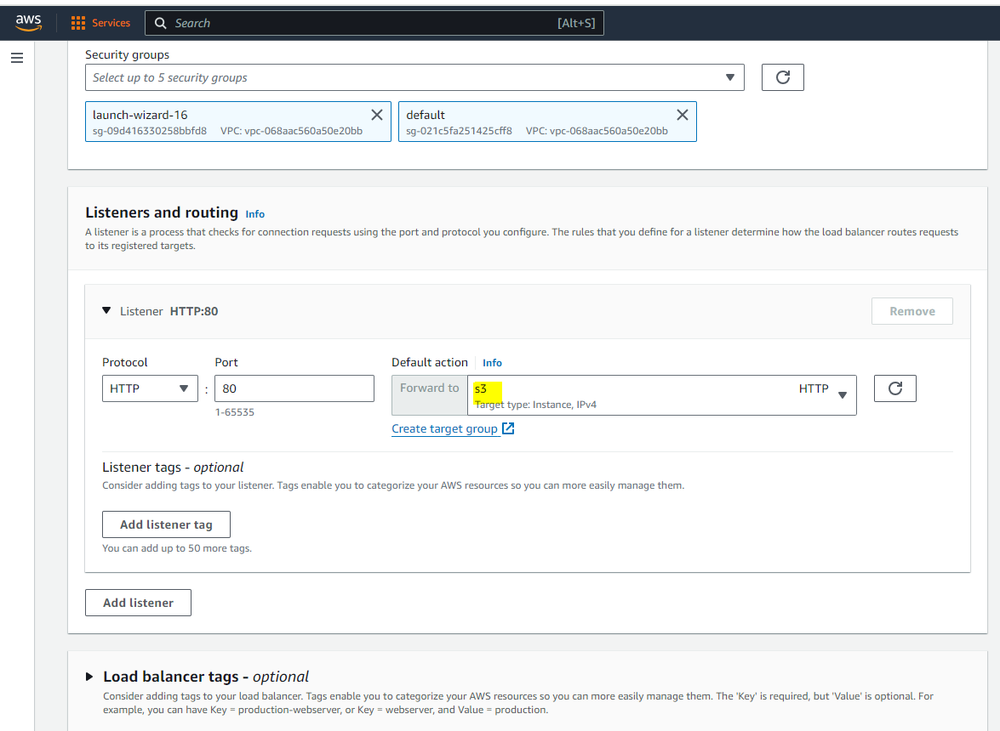 aws
Services
Search [Alt+S]
Security groups
Select up to 5 security groups
launch-wizard-16
sg-09d416330258bbfd8 VPC: vpc-068aac560a50e20bb
default
sg-021c5fa251425cff8 VPC: vpc-068aac560a50e20bb
Listeners and routing Info
A listener is a process that checks for connection requests using the port and protocol you configure. The rules that you define for a listener determine how the load balancer routes requests
to its registered targets.
Listener HTTP:80
Remove
Protocol Port Default action Info
HTTP : 80 Forward to s3 HTTP
Target type: Instance, IPv4
1-65535
Create target group
Listener tags - optional
Consider adding tags to your listener. Tags enable you to categorize your AWS resources so you can more easily manage them.
Add listener tag
You can add up to 50 more tags.
Add listener
Load balancer tags - optional
Consider adding tags to your load balancer. Tags enable you to categorize your AWS resources so you can more easily manage them. The 'Key' is required, but 'Value' is optional. For
example, you can have Key = production-webserver, or Key = webserver, and Value = production.